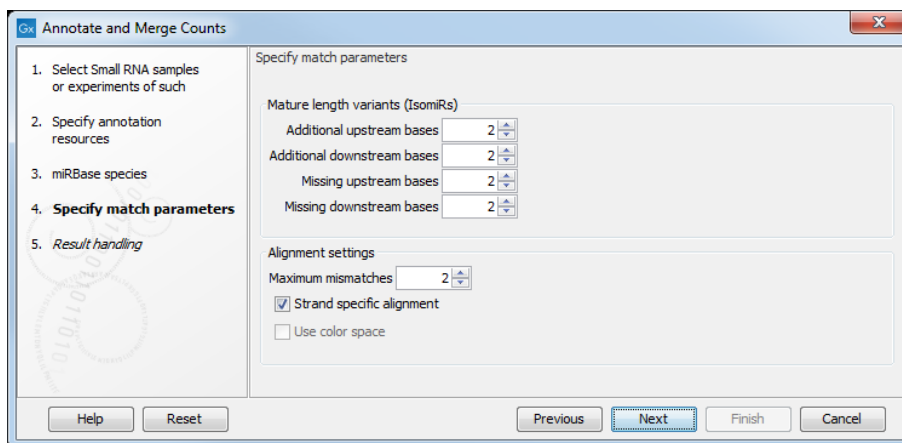 Gx Annotate and Merge Counts
1. Select Small RNA samples
or experiments of such
2. Specify annotation
resources
3. miRBase species
4. Specify match parameters
5. Result handling
Specify match parameters
Mature length variants (IsomiRs)
Additional upstream bases 2
Additional downstream bases 2
Missing upstream bases 2
Missing downstream bases 2
Alignment settings
Maximum mismatches 2
Strand specific alignment
Use color space
Help Reset Previous Next Finish Cancel